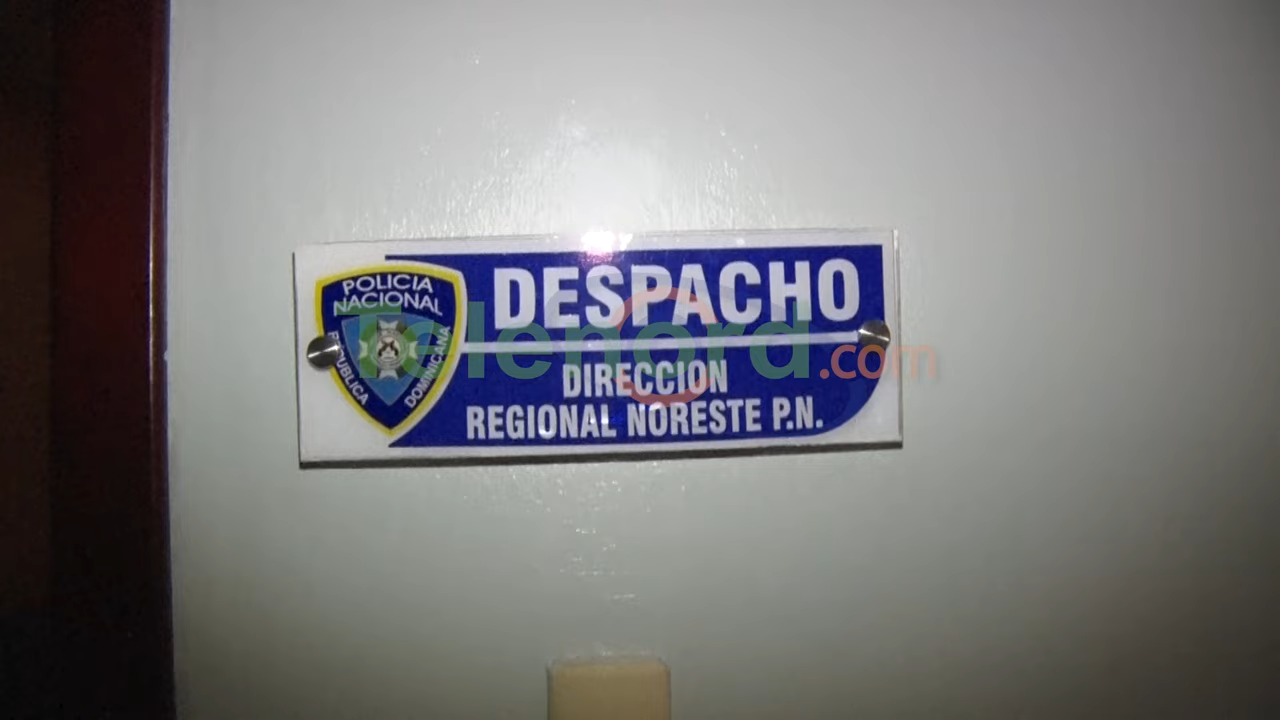 POLICIA
NACIONAL
REPUBLICA
DOMINICANA
DESPACHO
DIRECCION
REGIONAL NORESTE P.N.
Telenord.com